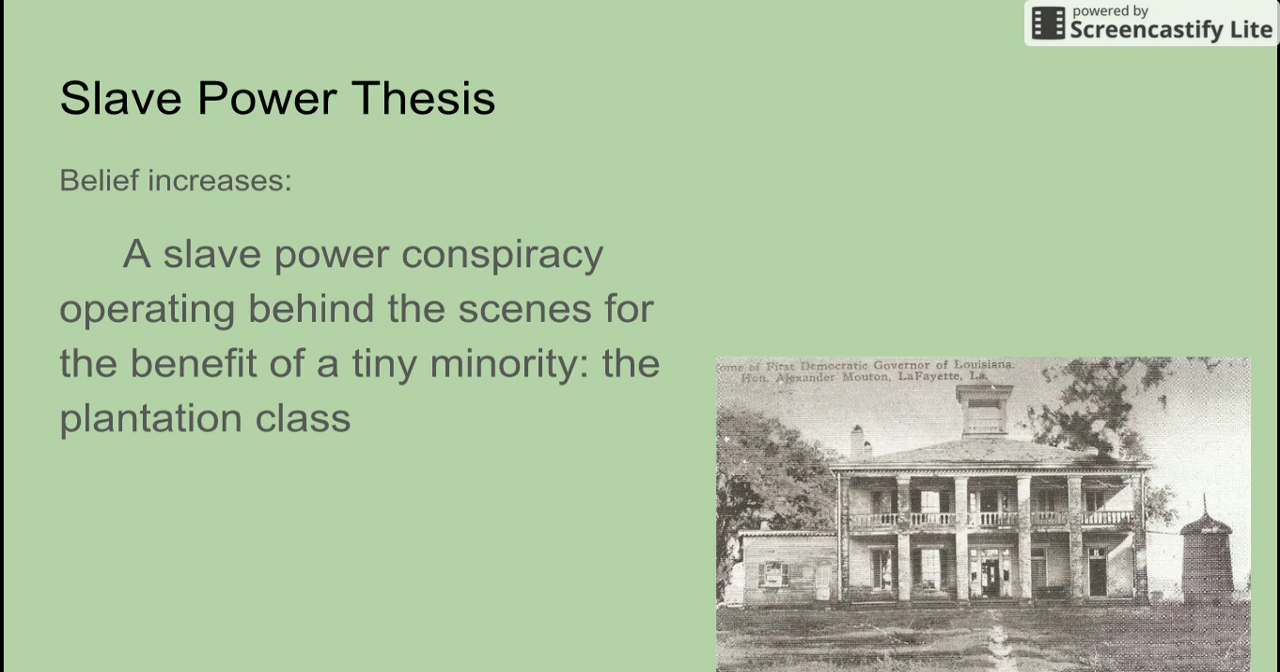 powered by
Screencastify Lite
Slave Power Thesis
Belief increases:
A slave power conspiracy
operating behind the scenes for
the benefit of a tiny minority: the
plantation class
ome of First Democratic Governor of Louisiana.
Hon. Alexander Mouton, LaFayette, La.